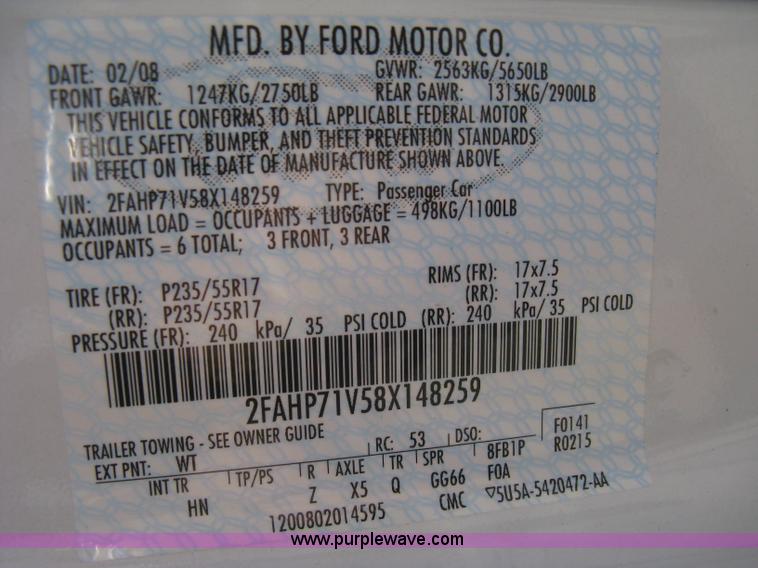 MFD. BY FORD MOTOR CO.
DATE: 02/08 GVWR: 2563KG/5650LB
FRONT GAWR: 1247KG/2750LB REAR GAWR: 1315KG/2900LB
THIS VEHICLE CONFORMS TO ALL APPLICABLE FEDERAL MOTOR
VEHICLE SAFETY, BUMPER, AND THEFT PREVENTION STANDARDS
IN EFFECT ON THE DATE OF MANUFACTURE SHOWN ABOVE.
VIN: 2FAHP71V58X148259 TYPE: Passenger Car
MAXIMUM LOAD = OCCUPANTS + LUGGAGE = 498KG/1100LB
OCCUPANTS = 6 TOTAL; 3 FRONT, 3 REAR
TIRE (FR): P235/55R17 RIMS (FR): 17x7.5
(RR): P235/55R17 (RR): 17x7.5
PRESSURE (FR): 240 kPa/ 35 PSI COLD (RR): 240 kPa/ 35 PSI COLD
2FAHP71V58X148259
TRAILER TOWING - SEE OWNER GUIDE
EXT PNT: WT RC: 53 DSO: F0141
INT TR TP/PS R AXLE TR SPR 8FB1P R0215
HN Z X5 Q GG66 F0A
1200802014595 CMC ▽5U5A-5420472-AA
www.purplewave.com